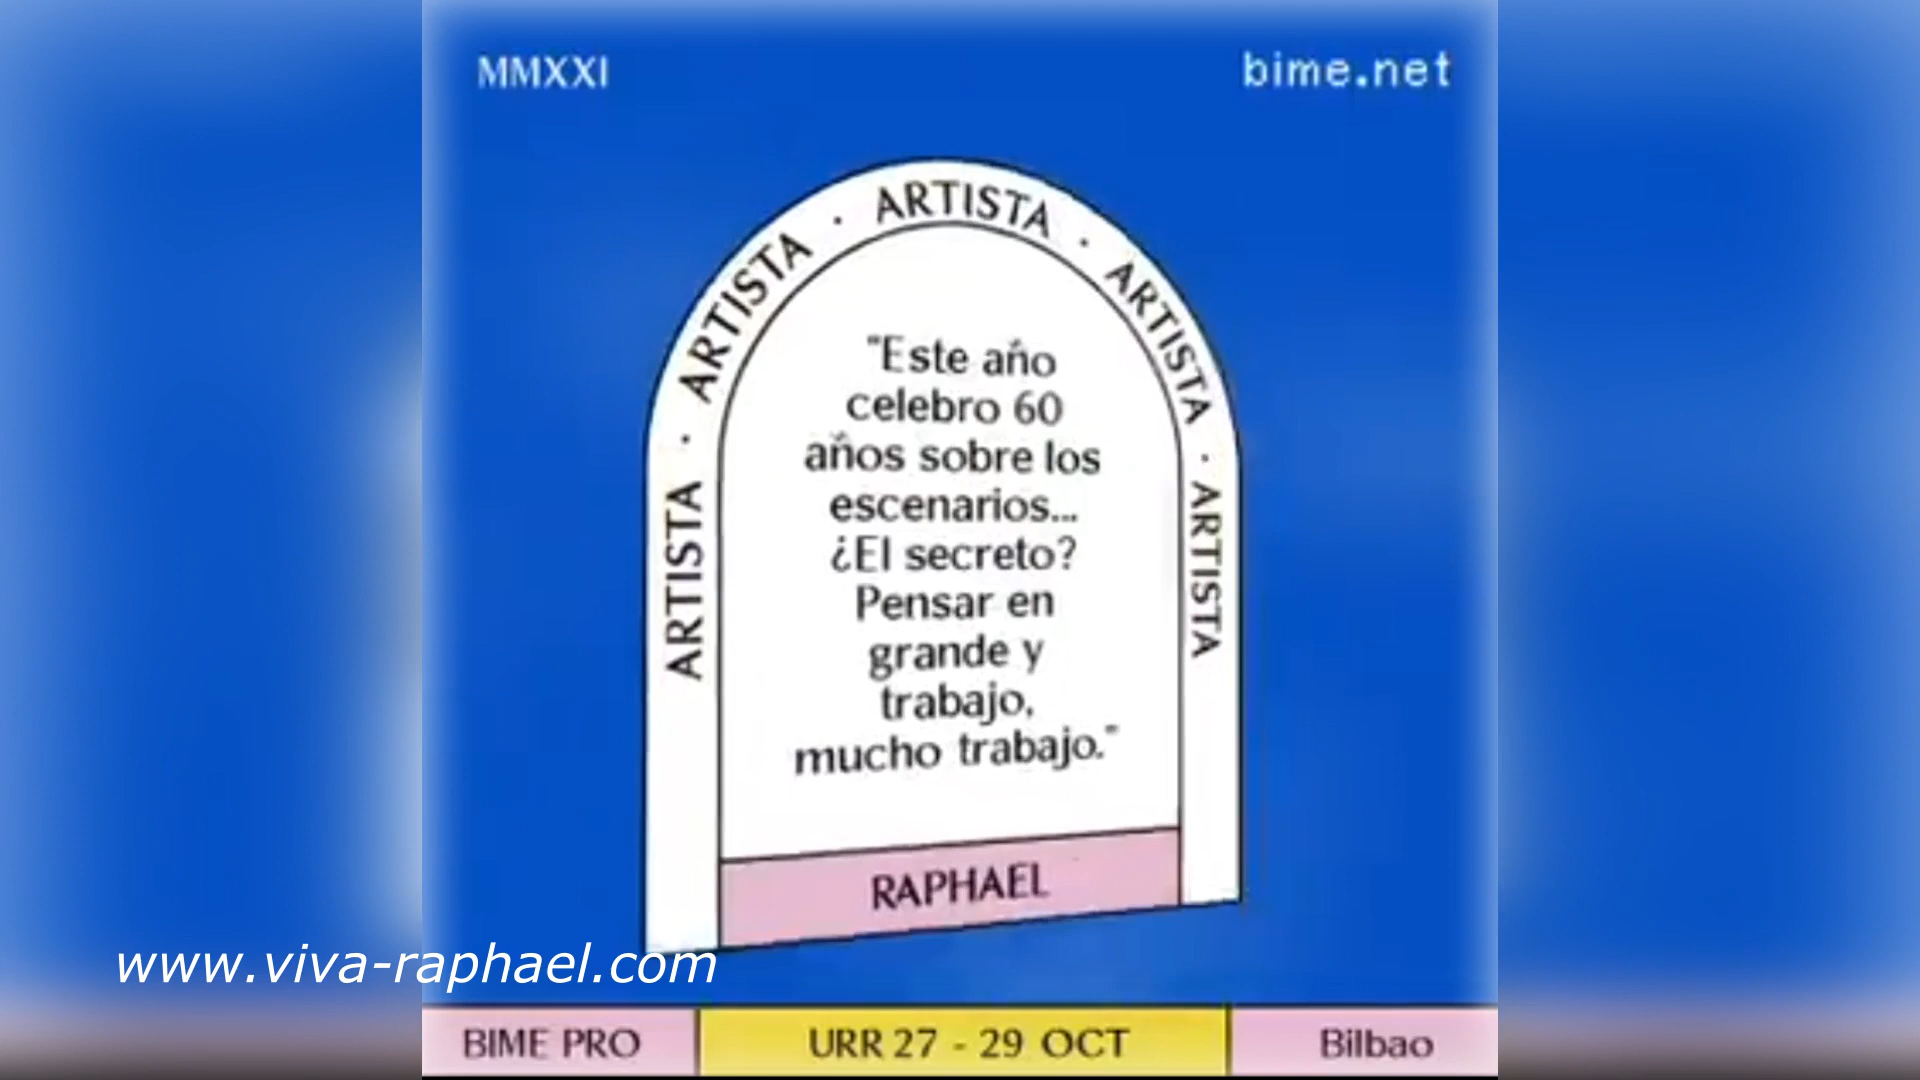 MMXXI
bime.net
ARTISTA · ARTISTA · ARTISTA · ARTISTA · ARTISTA
"Este año
celebro 60
años sobre los
escenarios...
¿El secreto?
Pensar en
grande y
trabajo,
mucho trabajo."
RAPHAEL
www.viva-raphael.com
BIME PRO
URR 27 - 29 OCT
Bilbao